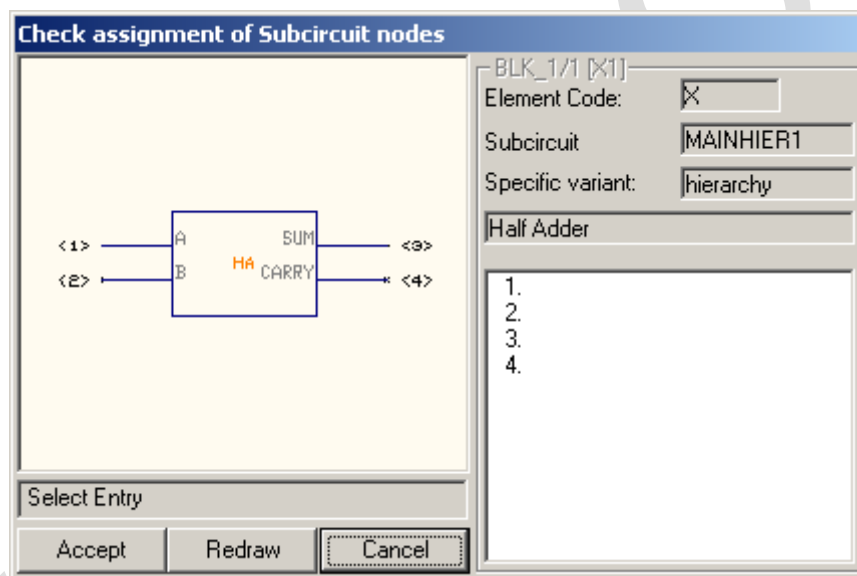 Check assignment of Subcircuit nodes
BLK_1/1 [X1]
Element Code: X
Subcircuit MAINHIER1
Specific variant: hierarchy
Half Adder
<1> A SUM <3>
<2> B HA CARRY <4>
1.
2.
3.
4.
Select Entry
Accept Redraw Cancel